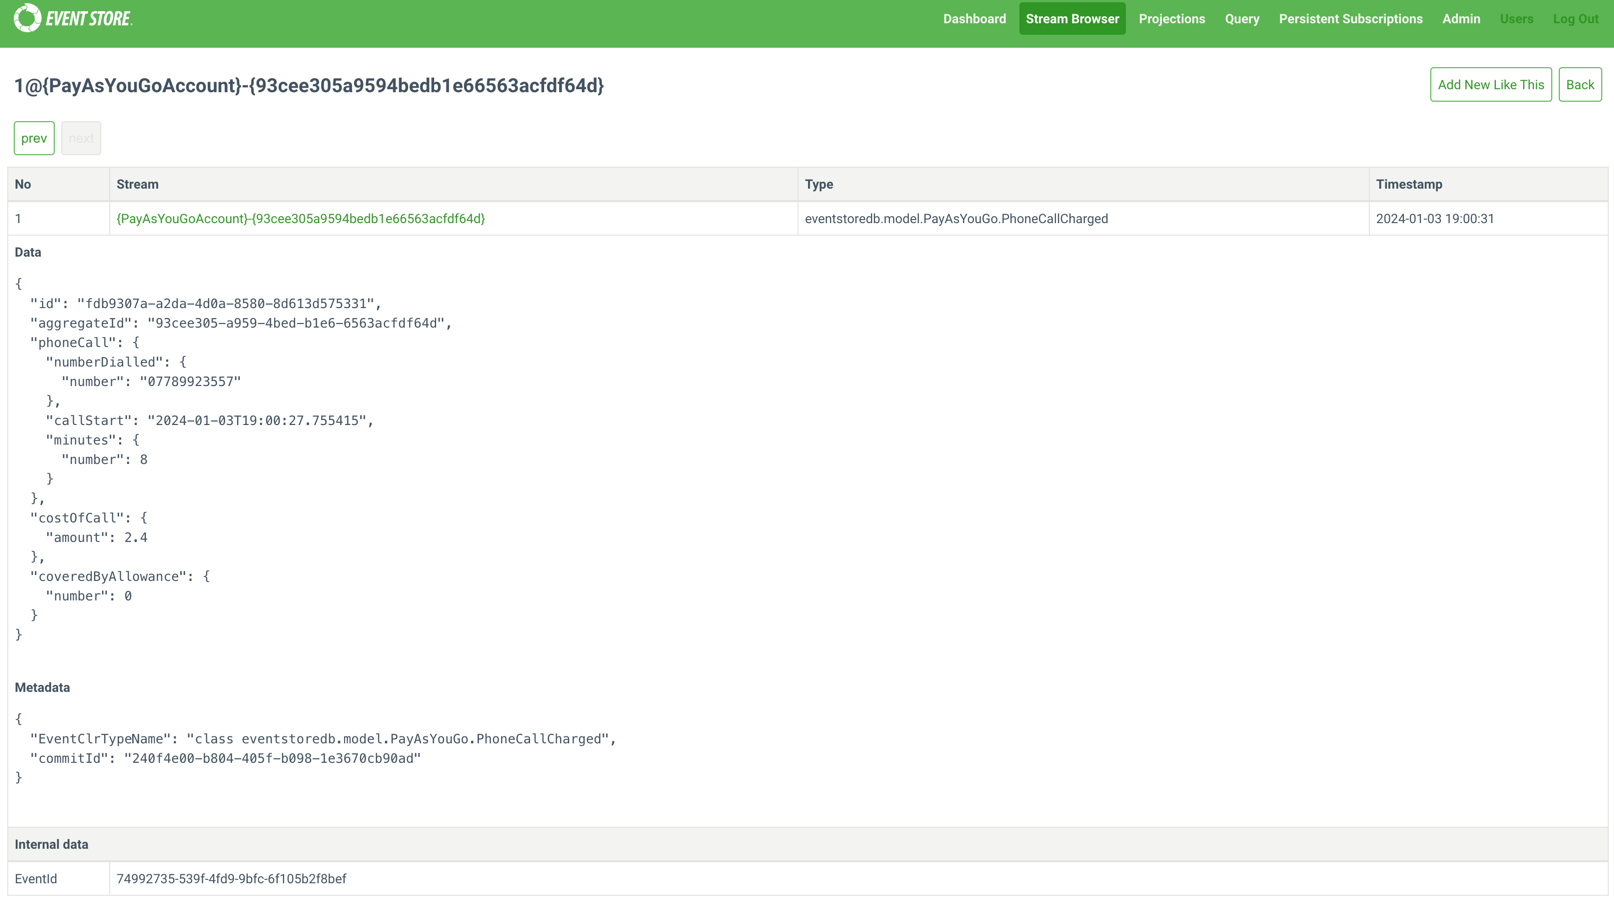 EVENT STORE
Dashboard Stream Browser Projections Query Persistent Subscriptions Admin Users Log Out
1@{PayAsYouGoAccount}-{93cee305a9594bedb1e66563acfdf64d}
Add New Like This Back
prev next
No Stream Type Timestamp
1 {PayAsYouGoAccount}-{93cee305a9594bedb1e66563acfdf64d} eventstoredb.model.PayAsYouGo.PhoneCallCharged 2024-01-03 19:00:31
Data
{
  "id": "fdb9307a-a2da-4d0a-8580-8d613d575331",
  "aggregateId": "93cee305-a959-4bed-b1e6-6563acfdf64d",
  "phoneCall": {
    "numberDialled": {
      "number": "07789923557"
    },
    "callStart": "2024-01-03T19:00:27.755415",
    "minutes": {
      "number": 8
    }
  },
  "costOfCall": {
    "amount": 2.4
  },
  "coveredByAllowance": {
    "number": 0
  }
}
Metadata
{
  "EventClrTypeName": "class eventstoredb.model.PayAsYouGo.PhoneCallCharged",
  "commitId": "240f4e00-b804-405f-b098-1e3670cb90ad"
}
Internal data
EventId 74992735-539f-4fd9-9bfc-6f105b2f8bef